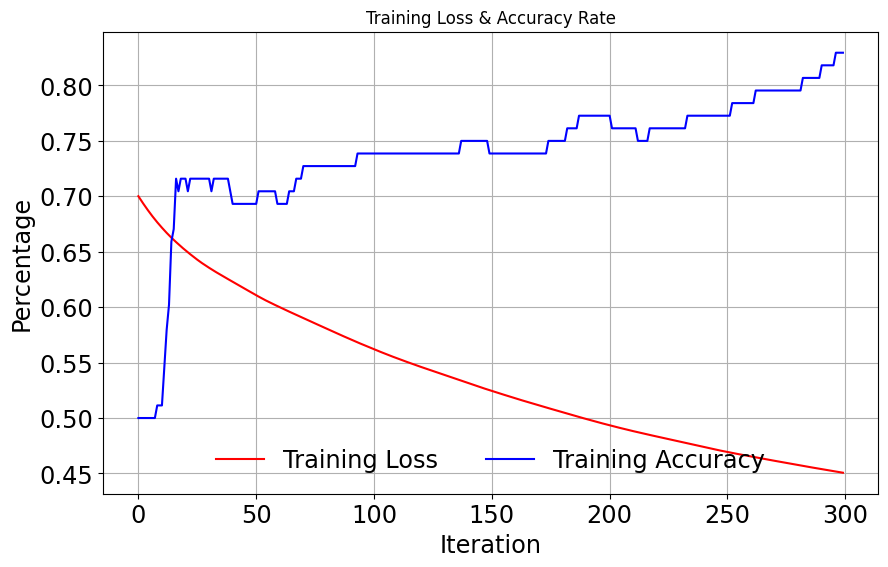 Training Loss & Accuracy Rate
Percentage
0.80
0.75
0.70
0.65
0.60
0.55
0.50
0.45
Training Loss
Training Accuracy
0 50 100 150 200 250 300
Iteration